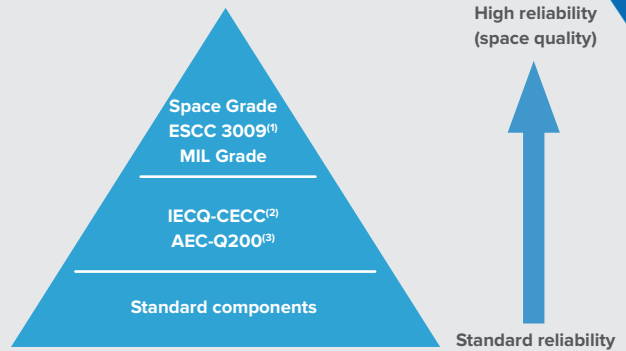 High reliability
(space quality)
Space Grade
ESCC 3009(1)
MIL Grade
IECQ-CECC(2)
AEC-Q200(3)
Standard components
Standard reliability